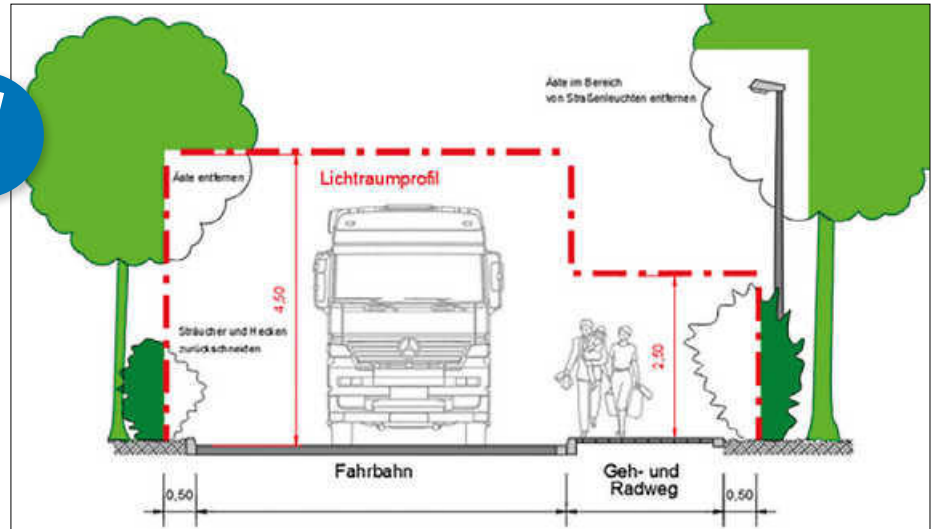 Äste im Bereich
von Straßenleuchten entfernen
Äste entfernen
Lichtraumprofil
4,50
Sträucher und Hecken
zurückschneiden
2,50
Fahrbahn
Geh- und
Radweg
0,50
0,50